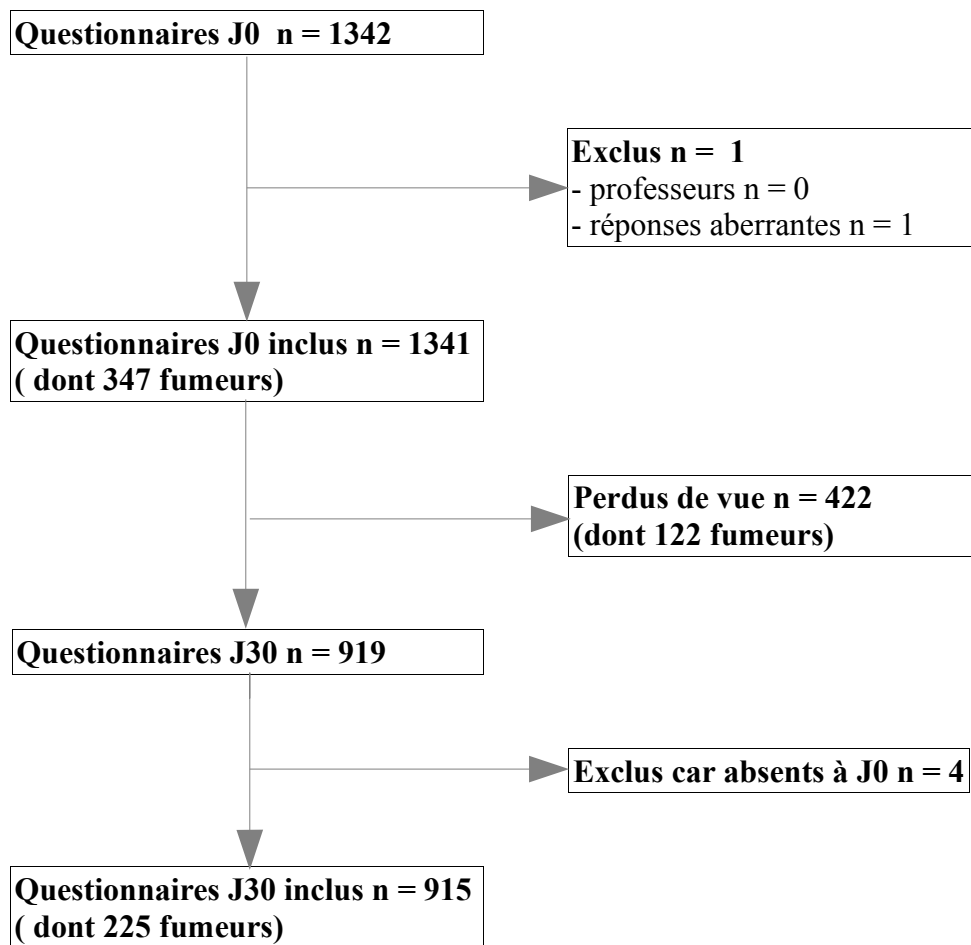 Questionnaires J0 n = 1342
Exclus n = 1
- professeurs n = 0
- réponses aberrantes n = 1
Questionnaires J0 inclus n = 1341
( dont 347 fumeurs)
Perdus de vue n = 422
(dont 122 fumeurs)
Questionnaires J30 n = 919
Exclus car absents à J0 n = 4
Questionnaires J30 inclus n = 915
( dont 225 fumeurs)